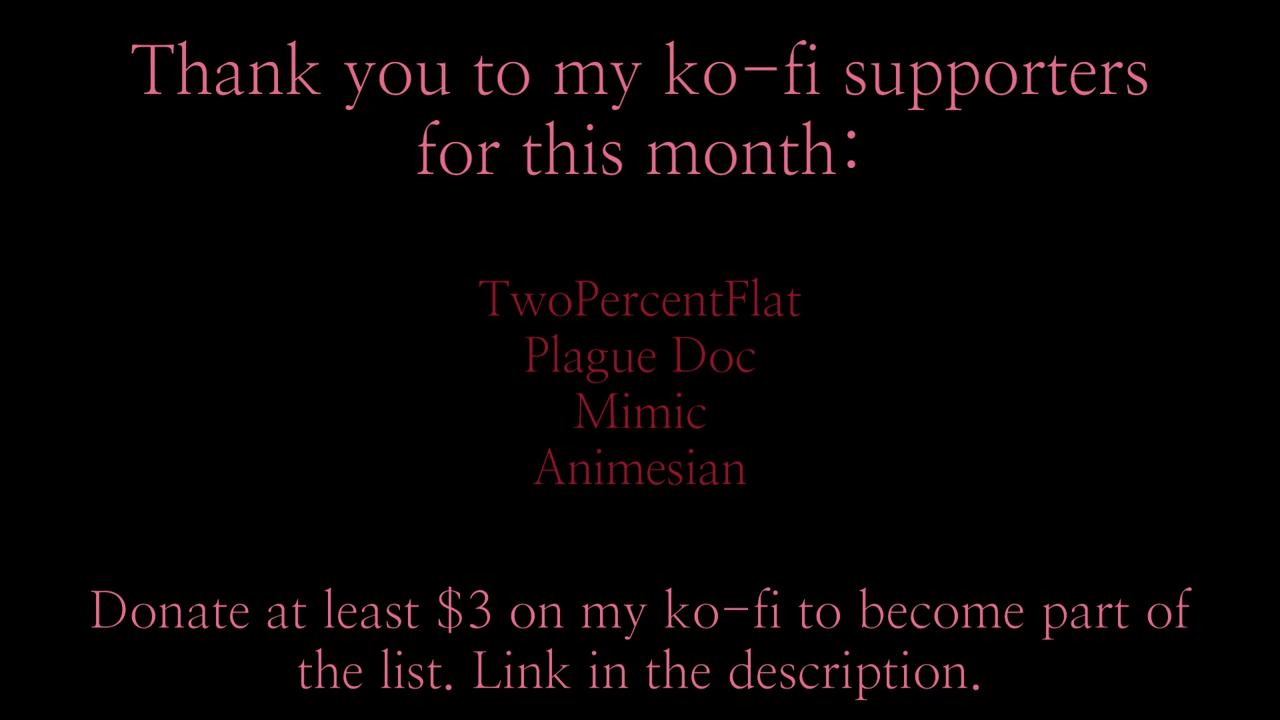 Thank you to my ko-fi supporters
for this month:
TwoPercentFlat
Plague Doc
Mimic
Animesian
Donate at least $3 on my ko-fi to become part of
the list. Link in the description.